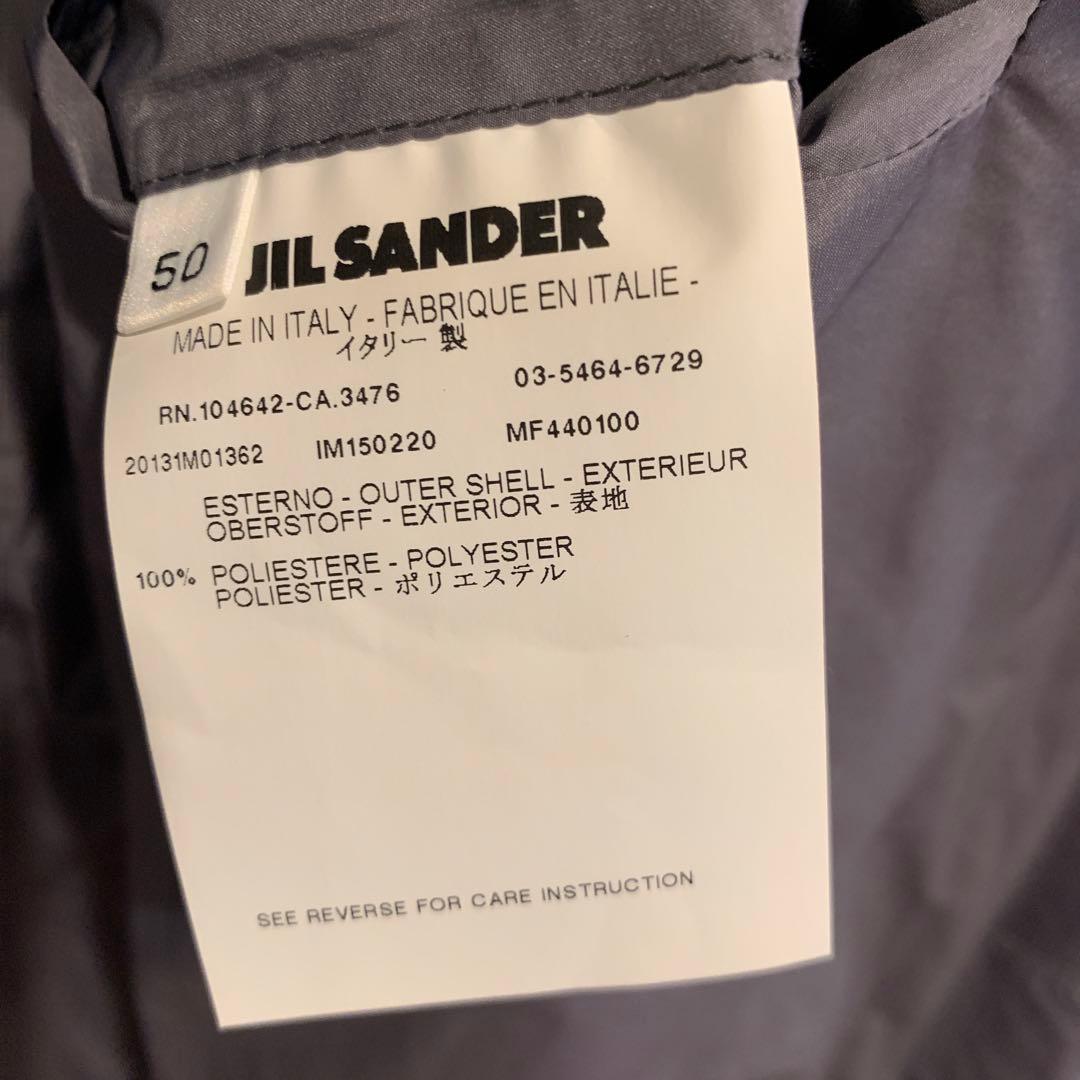 50
JIL SANDER
MADE IN ITALY - FABRIQUE EN ITALIE -
イタリー 製
RN.104642-CA.3476 03-5464-6729
20131M01362 IM150220 MF440100
ESTERNO - OUTER SHELL - EXTERIEUR
OBERSTOFF - EXTERIOR - 表地
100% POLIESTERE - POLYESTER
POLIESTER - ポリエステル
SEE REVERSE FOR CARE INSTRUCTION